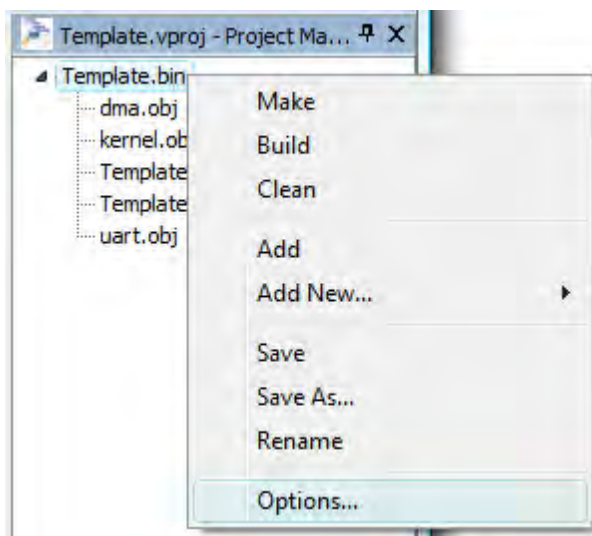 Template.vproj - Project Ma...
Template.bin
dma.obj
kernel.ob
Template
Template
uart.obj
Make
Build
Clean
Add
Add New...
Save
Save As...
Rename
Options...